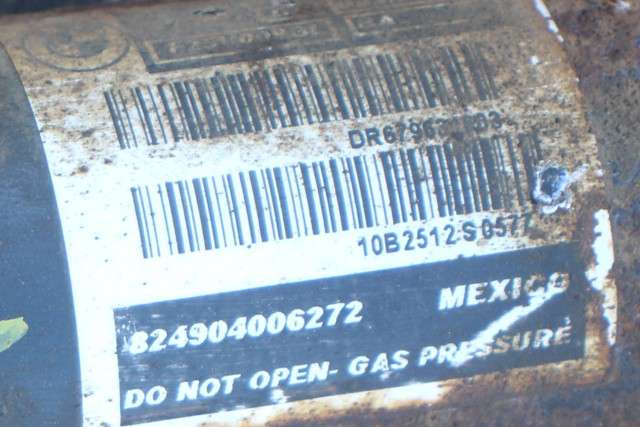 10B2512S0577
824904006272 MEXICO
DO NOT OPEN- GAS PRESSURE